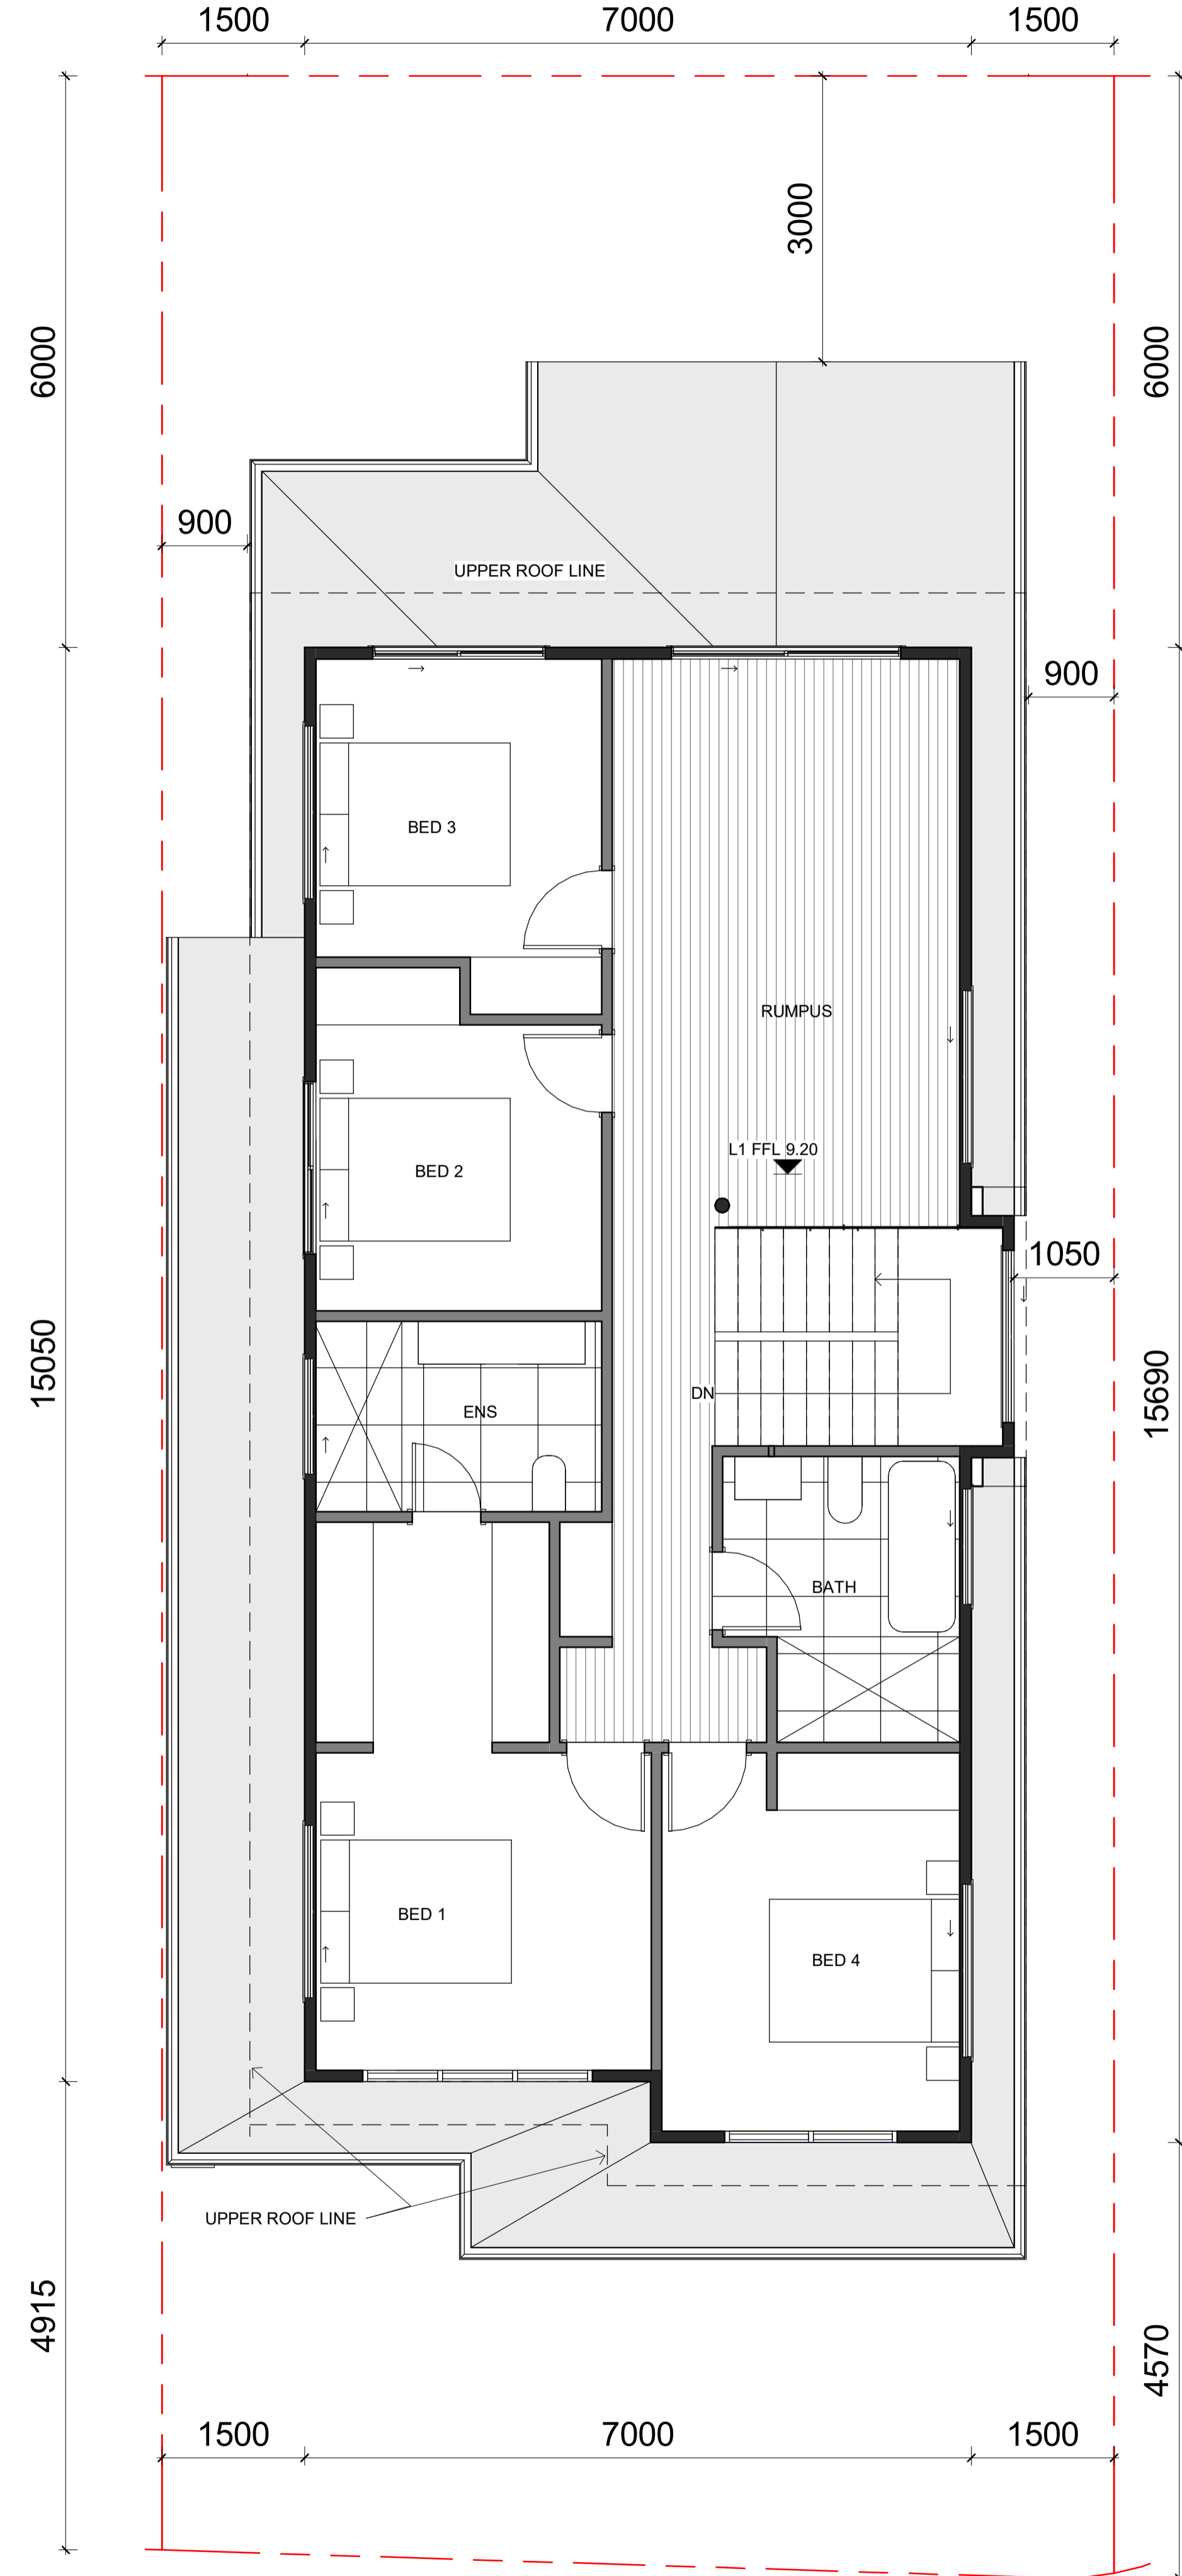 1500 7000 1500
3000
6000
6000
900
UPPER ROOF LINE
900
BED 3
RUMPUS
L1 FFL 9.20
BED 2
1050
15050
15690
DN
ENS
BATH
BED 1
BED 4
UPPER ROOF LINE
4915
4570
1500 7000 1500